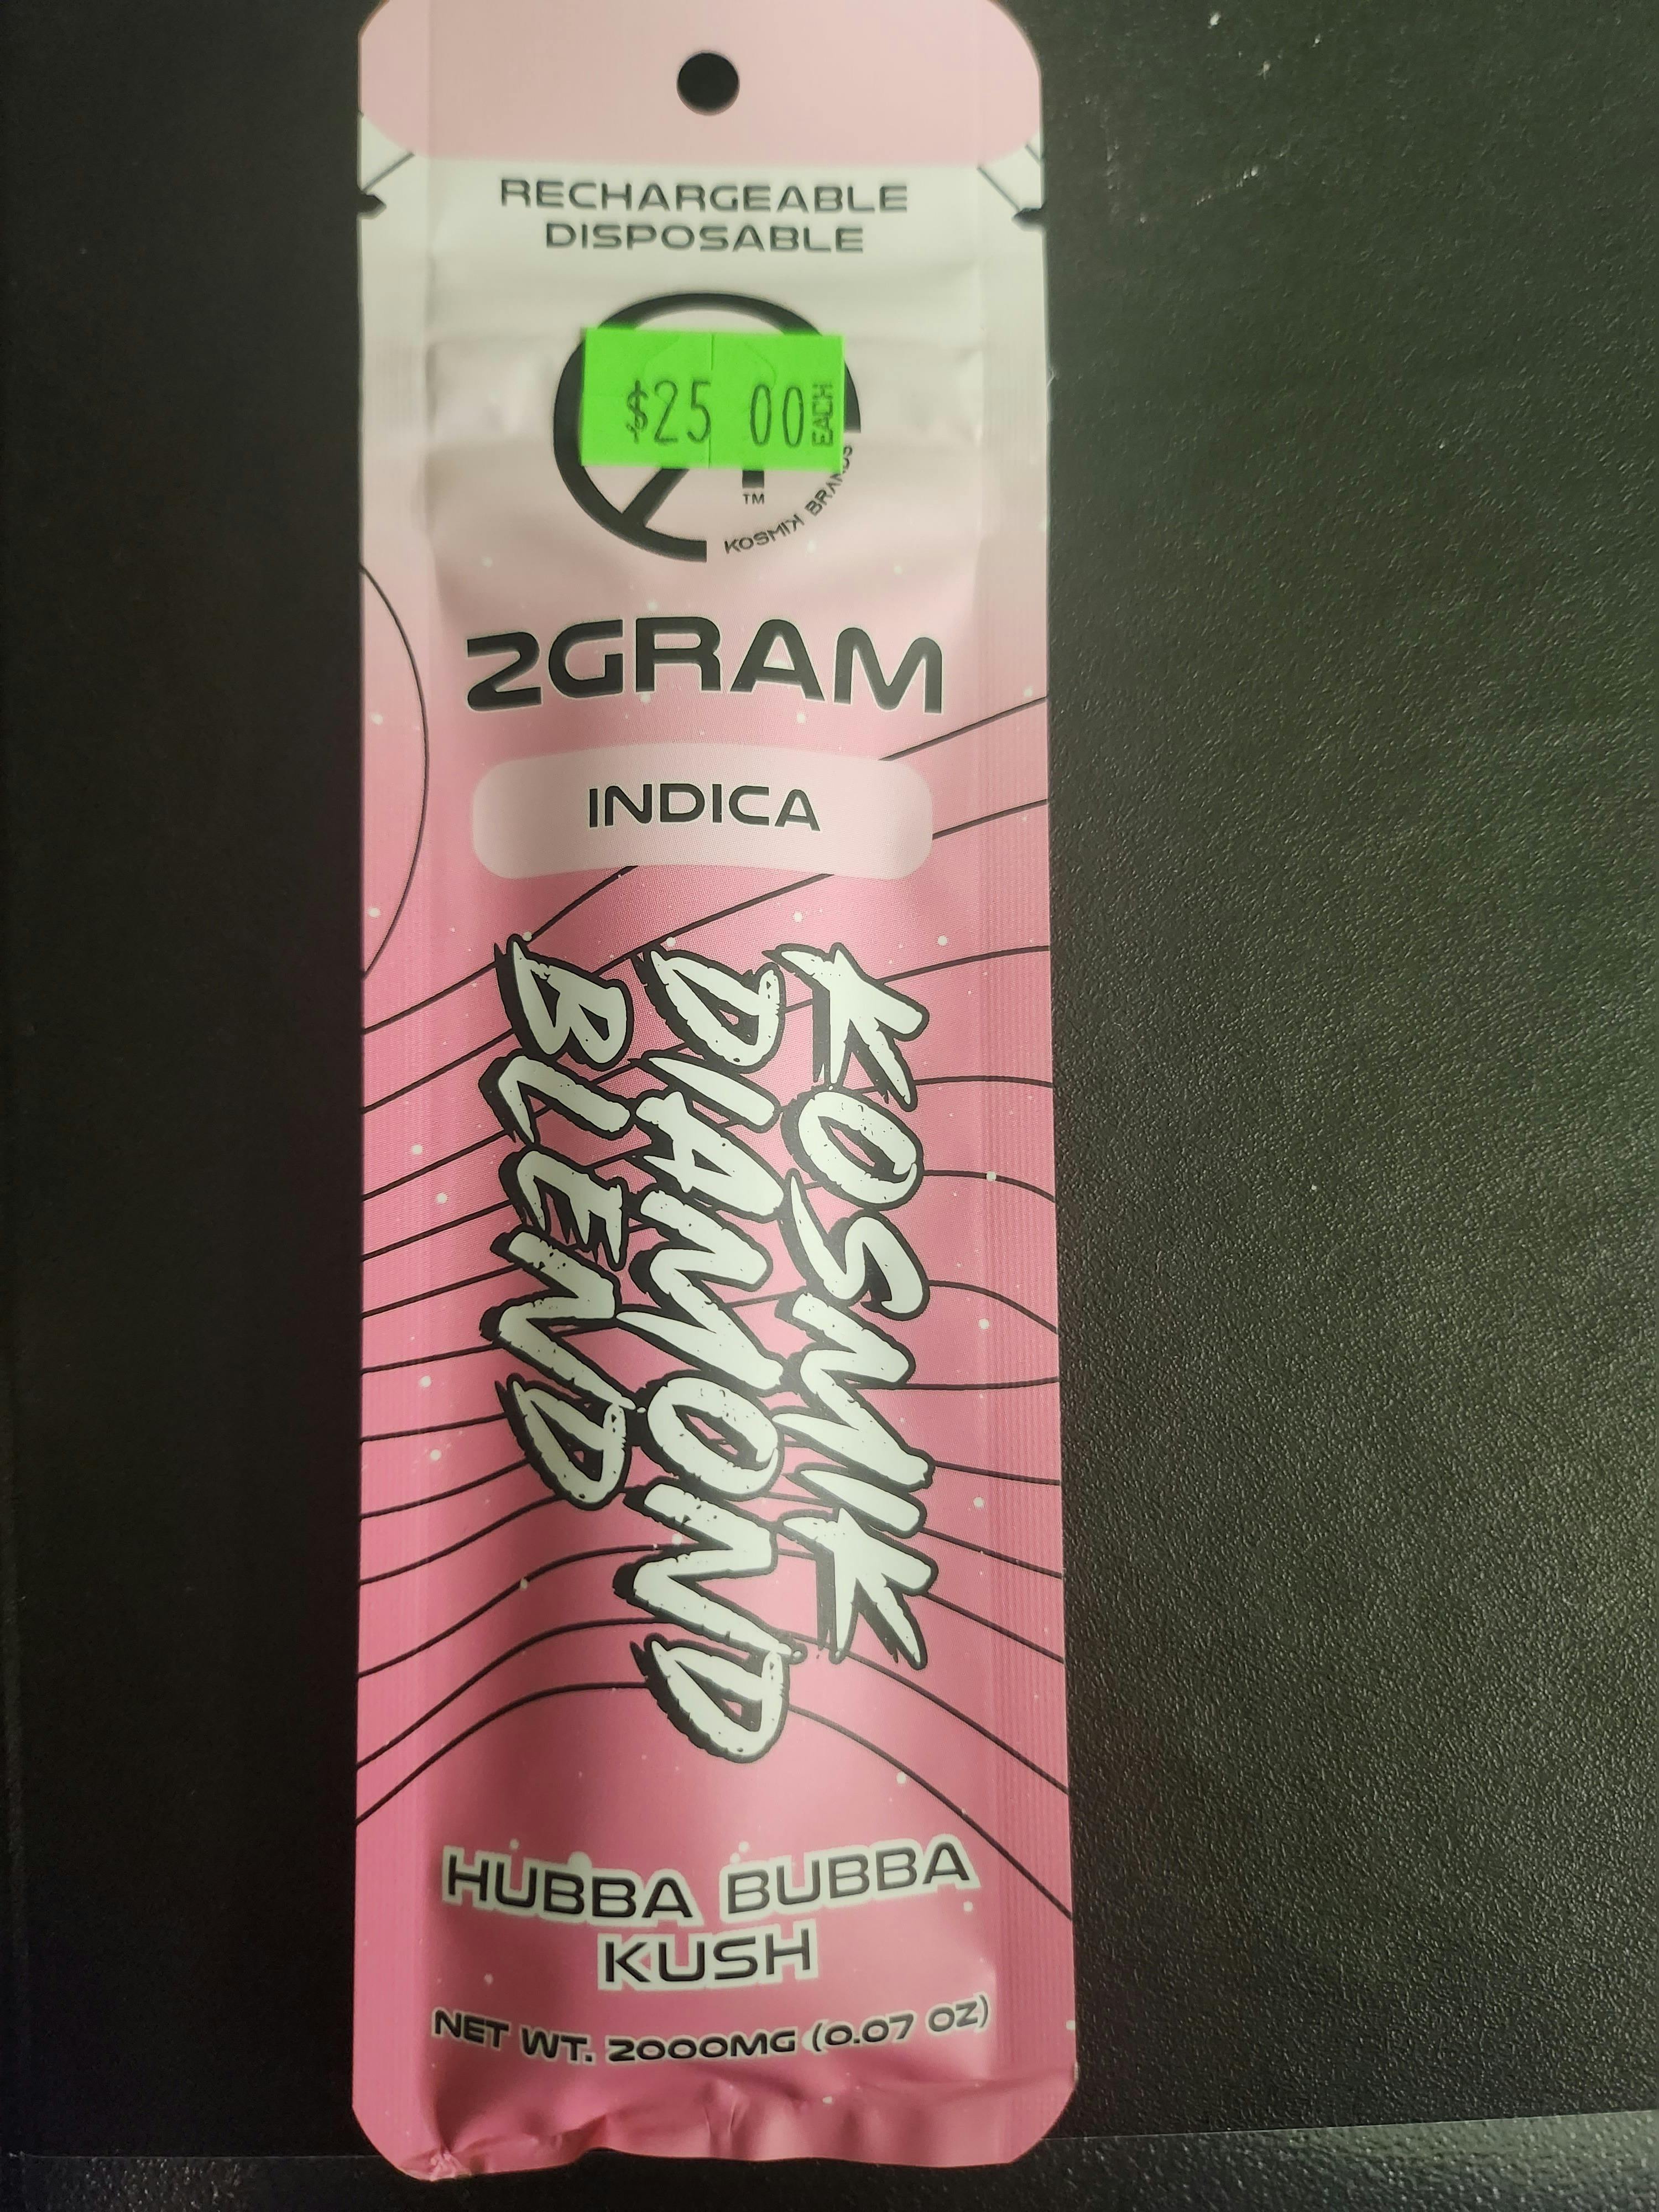 RECHARGEABLE
DISPOSABLE
$25 00 EACH
TM
KOSMIK BRANDS
2GRAM
INDICA
KOSMIK
DIAMOND
BLEND
HUBBA BUBBA
KUSH
NET WT. 2000MG (0.07 OZ)